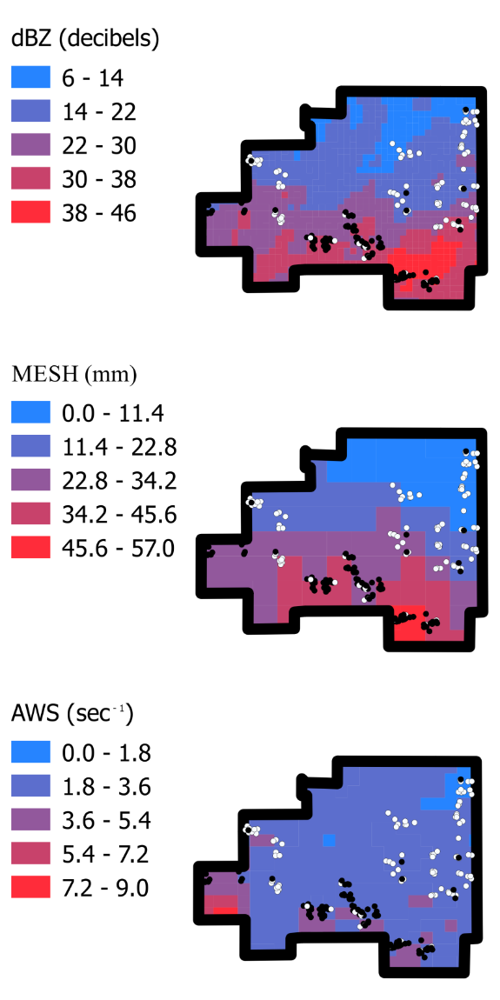 dBZ (decibels)
6 - 14
14 - 22
22 - 30
30 - 38
38 - 46
MESH (mm)
0.0 - 11.4
11.4 - 22.8
22.8 - 34.2
34.2 - 45.6
45.6 - 57.0
AWS (sec⁻¹)
0.0 - 1.8
1.8 - 3.6
3.6 - 5.4
5.4 - 7.2
7.2 - 9.0